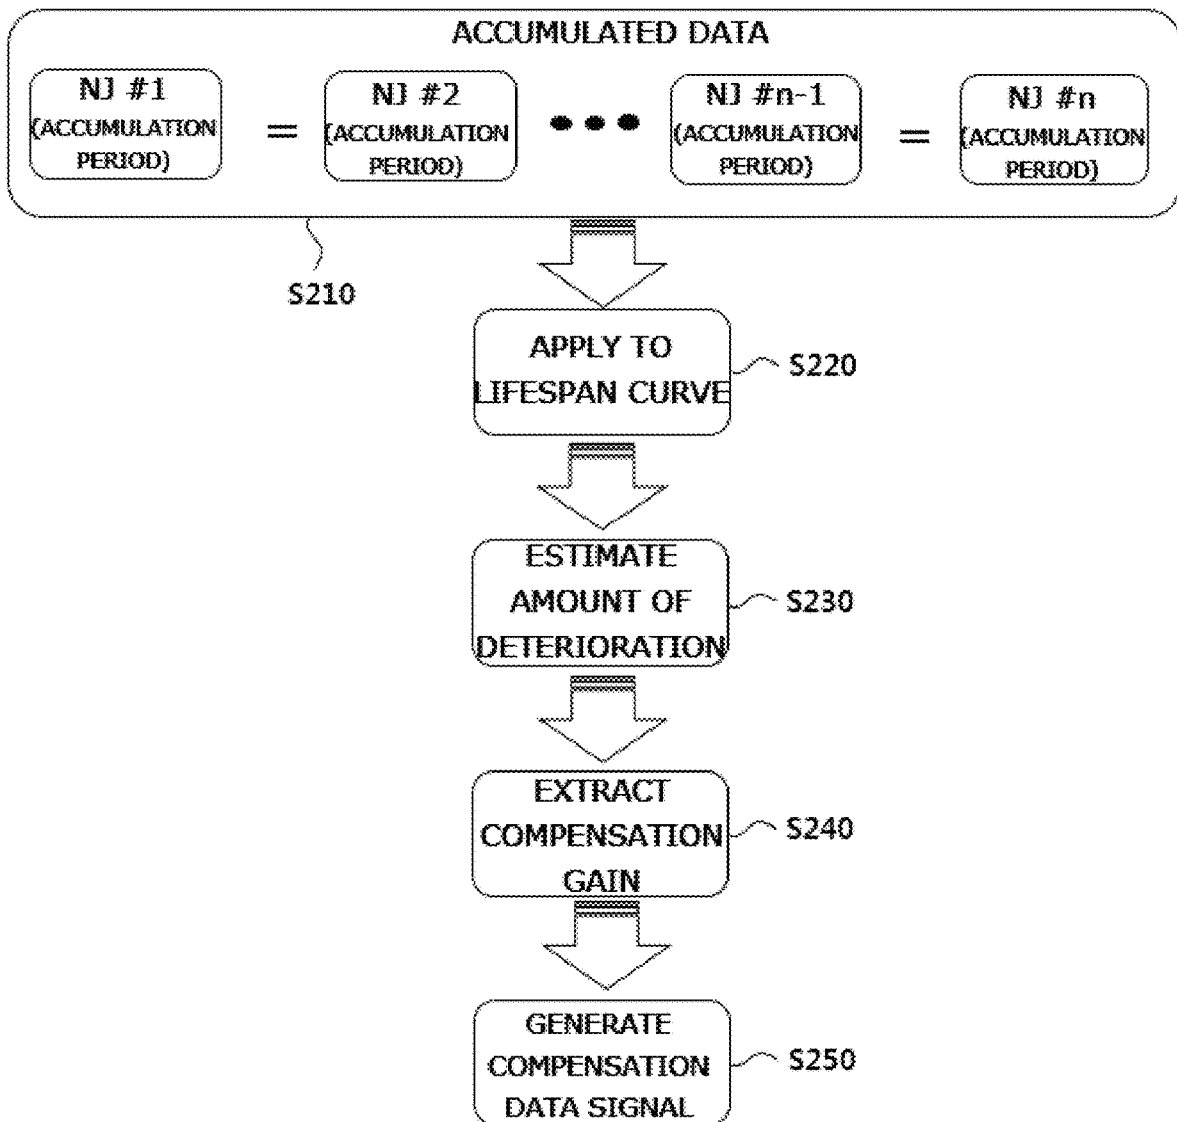 ACCUMULATED DATA
NJ #1
(ACCUMULATION
PERIOD)
=
NJ #2
(ACCUMULATION
PERIOD)
•••
NJ #n-1
(ACCUMULATION
PERIOD)
=
NJ #n
(ACCUMULATION
PERIOD)
S210
APPLY TO
LIFESPAN CURVE
S220
ESTIMATE
AMOUNT OF
DETERIORATION
S230
EXTRACT
COMPENSATION
GAIN
S240
GENERATE
COMPENSATION
DATA SIGNAL
S250